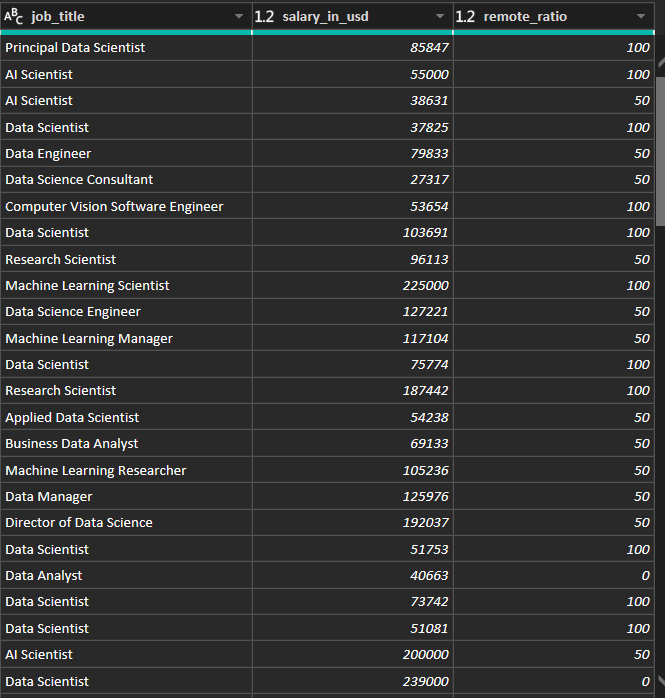 ABC job_title 1.2 salary_in_usd 1.2 remote_ratio
Principal Data Scientist 85847 100
AI Scientist 55000 100
AI Scientist 38631 50
Data Scientist 37825 100
Data Engineer 79833 50
Data Science Consultant 27317 50
Computer Vision Software Engineer 53654 100
Data Scientist 103691 100
Research Scientist 96113 50
Machine Learning Scientist 225000 100
Data Science Engineer 127221 50
Machine Learning Manager 117104 50
Data Scientist 75774 100
Research Scientist 187442 100
Applied Data Scientist 54238 50
Business Data Analyst 69133 50
Machine Learning Researcher 105236 50
Data Manager 125976 50
Director of Data Science 192037 50
Data Scientist 51753 100
Data Analyst 40663 0
Data Scientist 73742 100
Data Scientist 51081 100
AI Scientist 200000 50
Data Scientist 239000 0